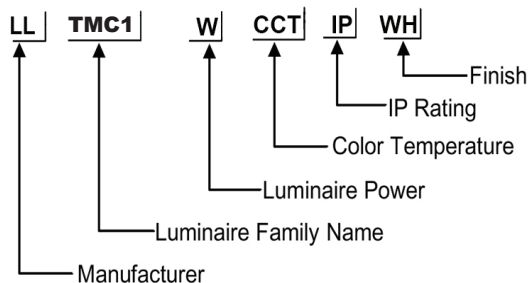 LL TMC1 W CCT IP WH
Finish
IP Rating
Color Temperature
Luminaire Power
Luminaire Family Name
Manufacturer